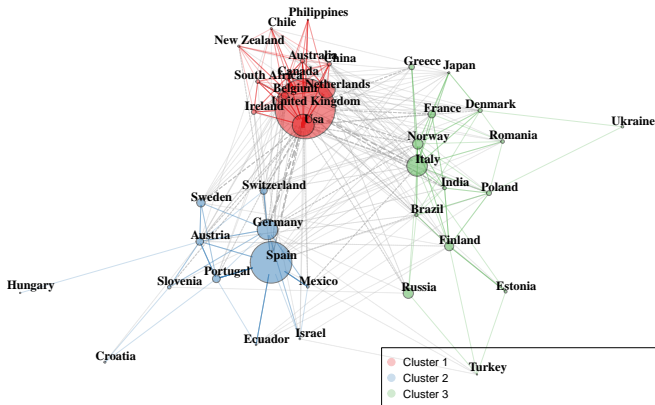 Philippines
Chile
New Zealand
Australia
China
Greece
Japan
Canada
South Africa
Netherlands
Belgium
United Kingdom
Ireland
Usa
France
Denmark
Ukraine
Norway
Romania
Italy
India
Poland
Switzerland
Sweden
Brazil
Germany
Austria
Finland
Spain
Portugal
Slovenia
Mexico
Hungary
Russia
Estonia
Ecuador
Israel
Croatia
Turkey
Cluster 1
Cluster 2
Cluster 3